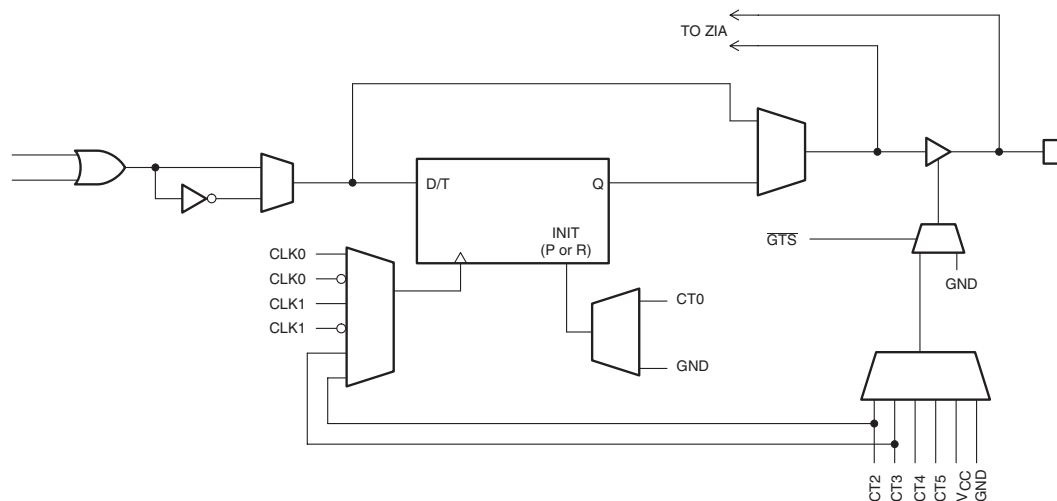 TO ZIA
D/T
Q
INIT
(P or R)
CLK0
CLK0
CLK1
CLK1
CT0
GND
GTS
GND
CT2
CT3
CT4
CT5
VCC
GND